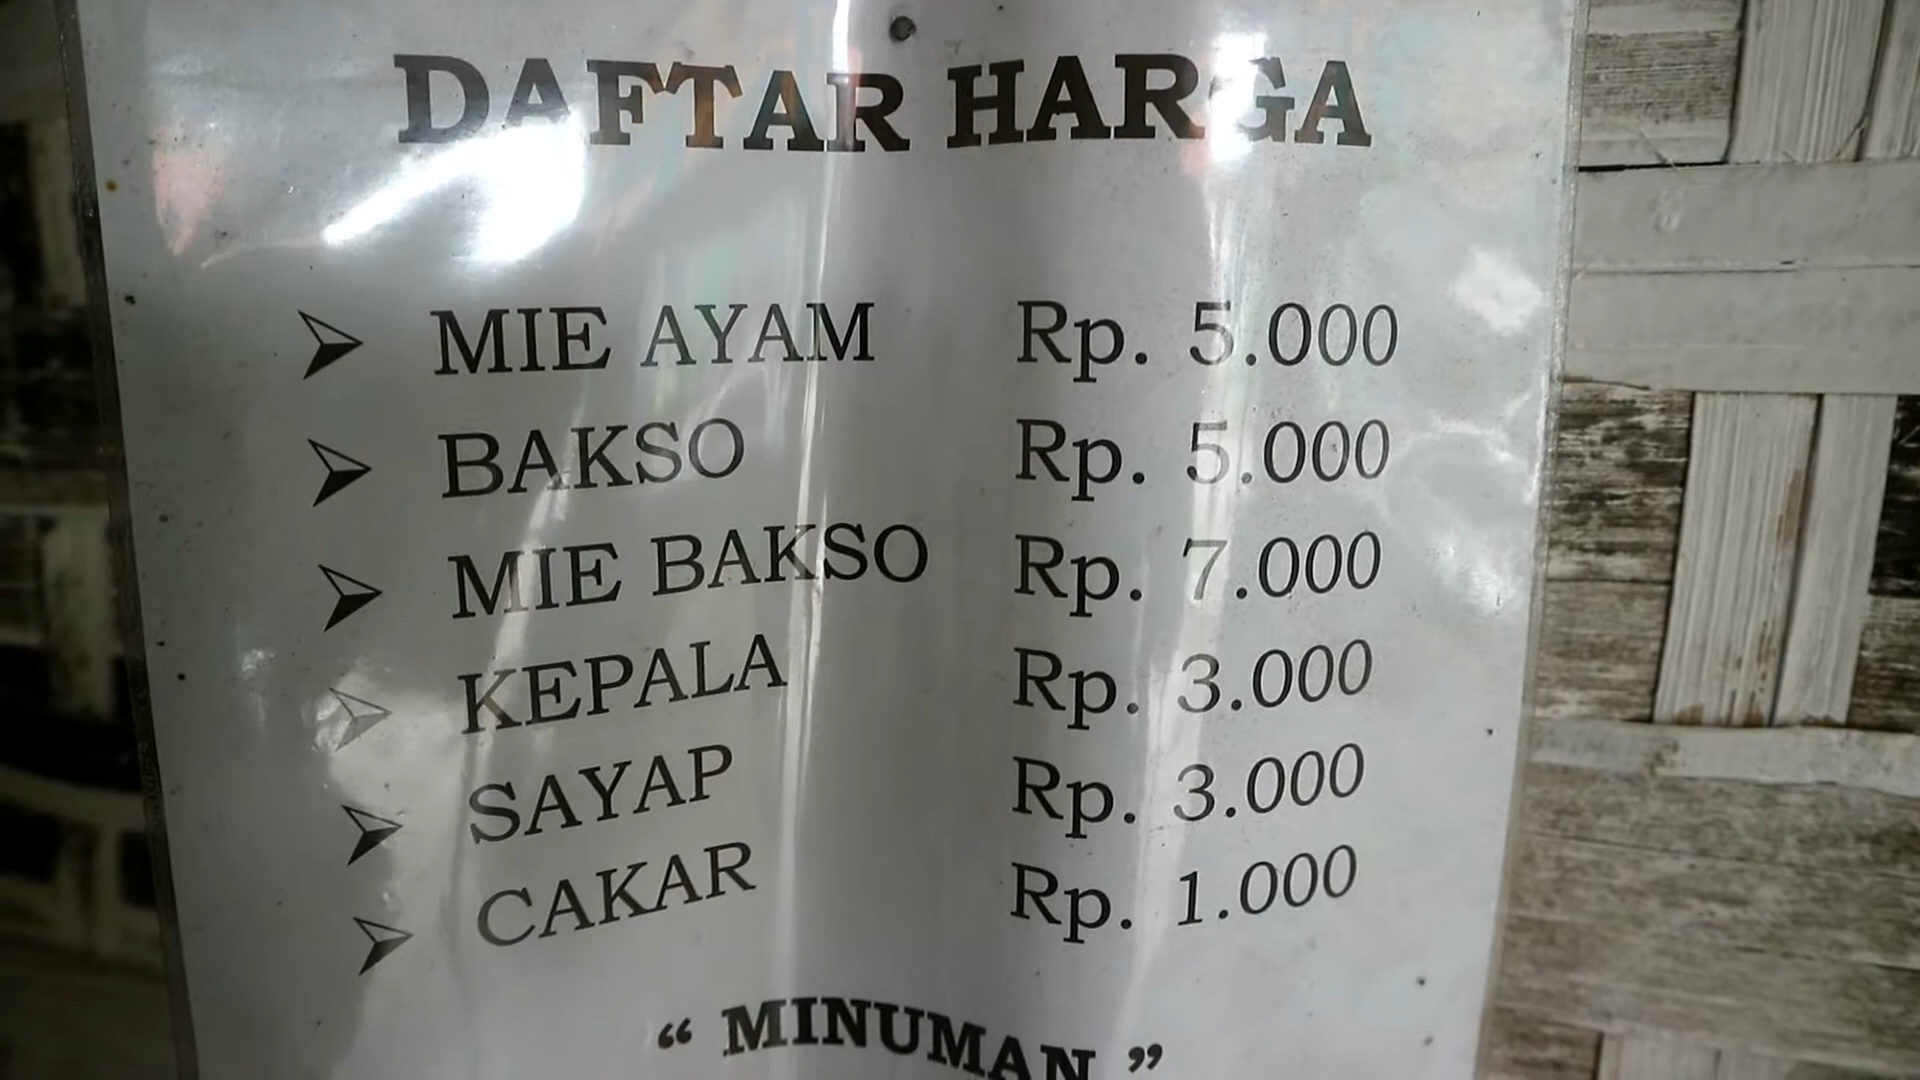 DAFTAR HARGA
➢ MIE AYAM Rp. 5.000
➢ BAKSO Rp. 5.000
➢ MIE BAKSO Rp. 7.000
➢ KEPALA Rp. 3.000
➢ SAYAP Rp. 3.000
➢ CAKAR Rp. 1.000
“ MINUMAN ”